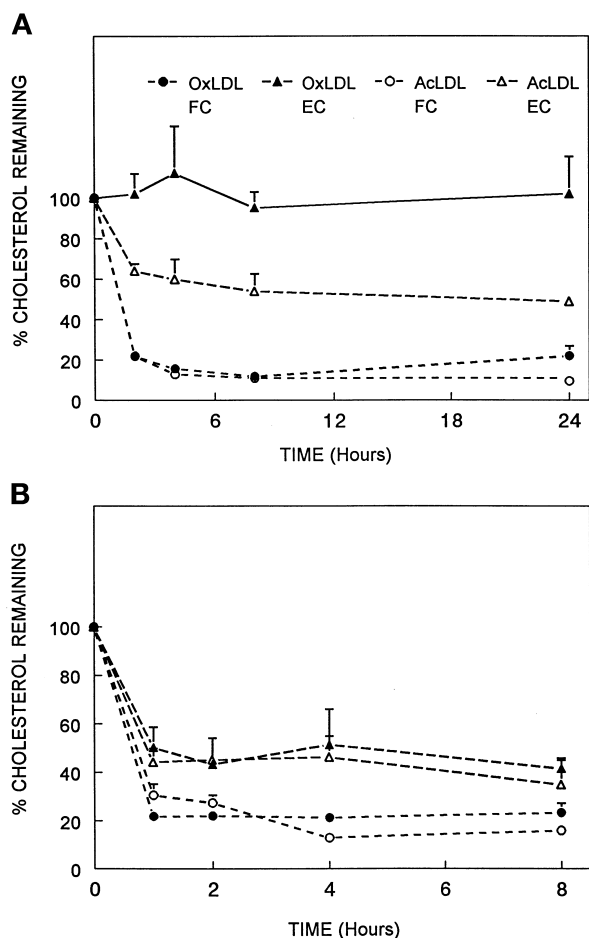 A
OxLDL OxLDL AcLDL AcLDL
FC EC FC EC
% CHOLESTEROL REMAINING
100
80
60
40
20
0
0 6 12 18 24
TIME (Hours)
B
% CHOLESTEROL REMAINING
100
80
60
40
20
0
0 2 4 6 8
TIME (Hours)